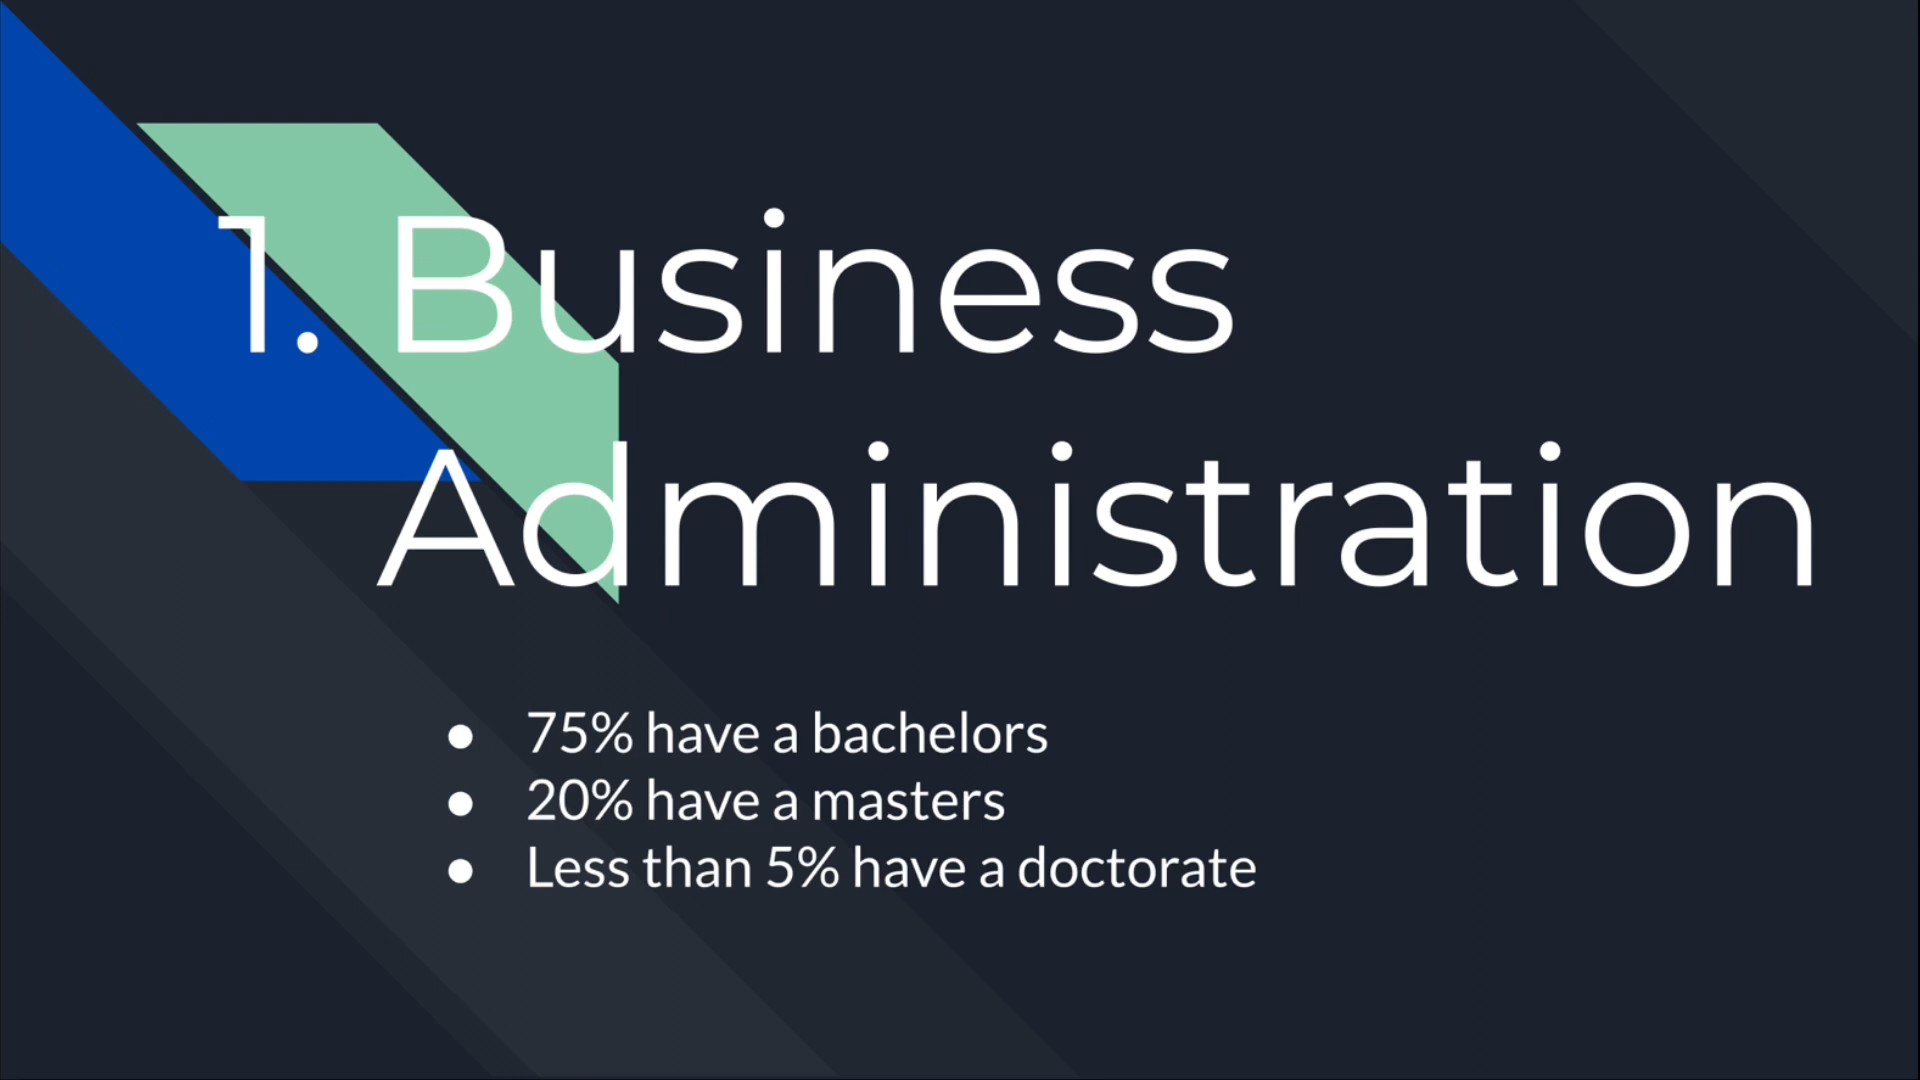 1. Business
Administration
● 75% have a bachelors
● 20% have a masters
● Less than 5% have a doctorate